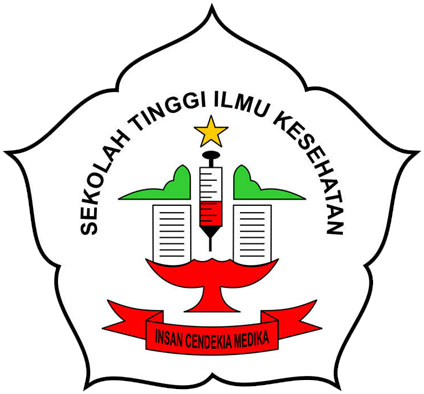 SEKOLAH TINGGI ILMU KESEHATAN
INSAN CENDEKIA MEDIKA